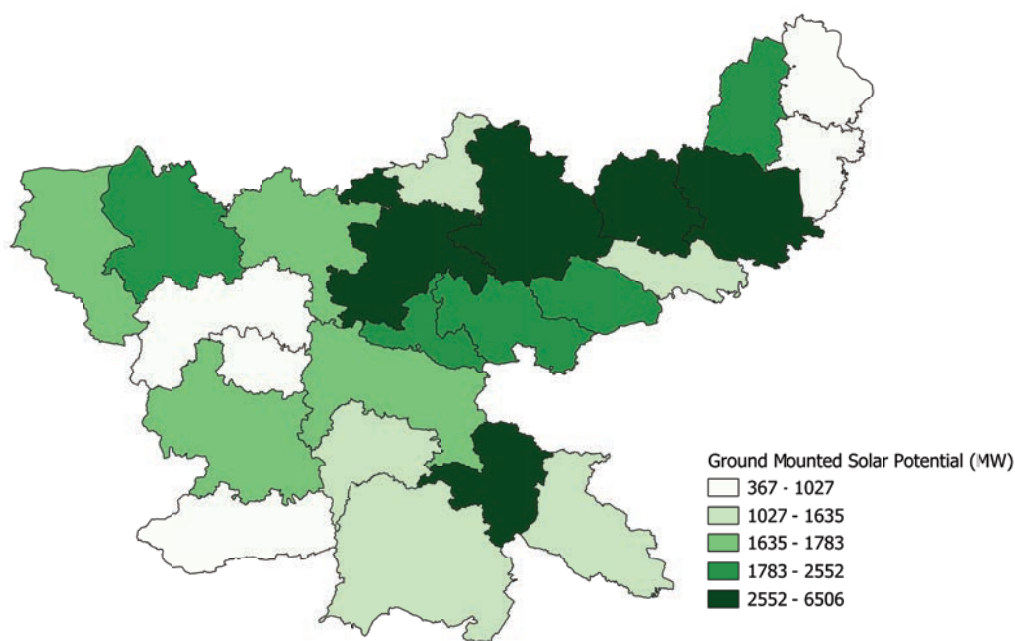 Ground Mounted Solar Potential (MW)
367 - 1027
1027 - 1635
1635 - 1783
1783 - 2552
2552 - 6506